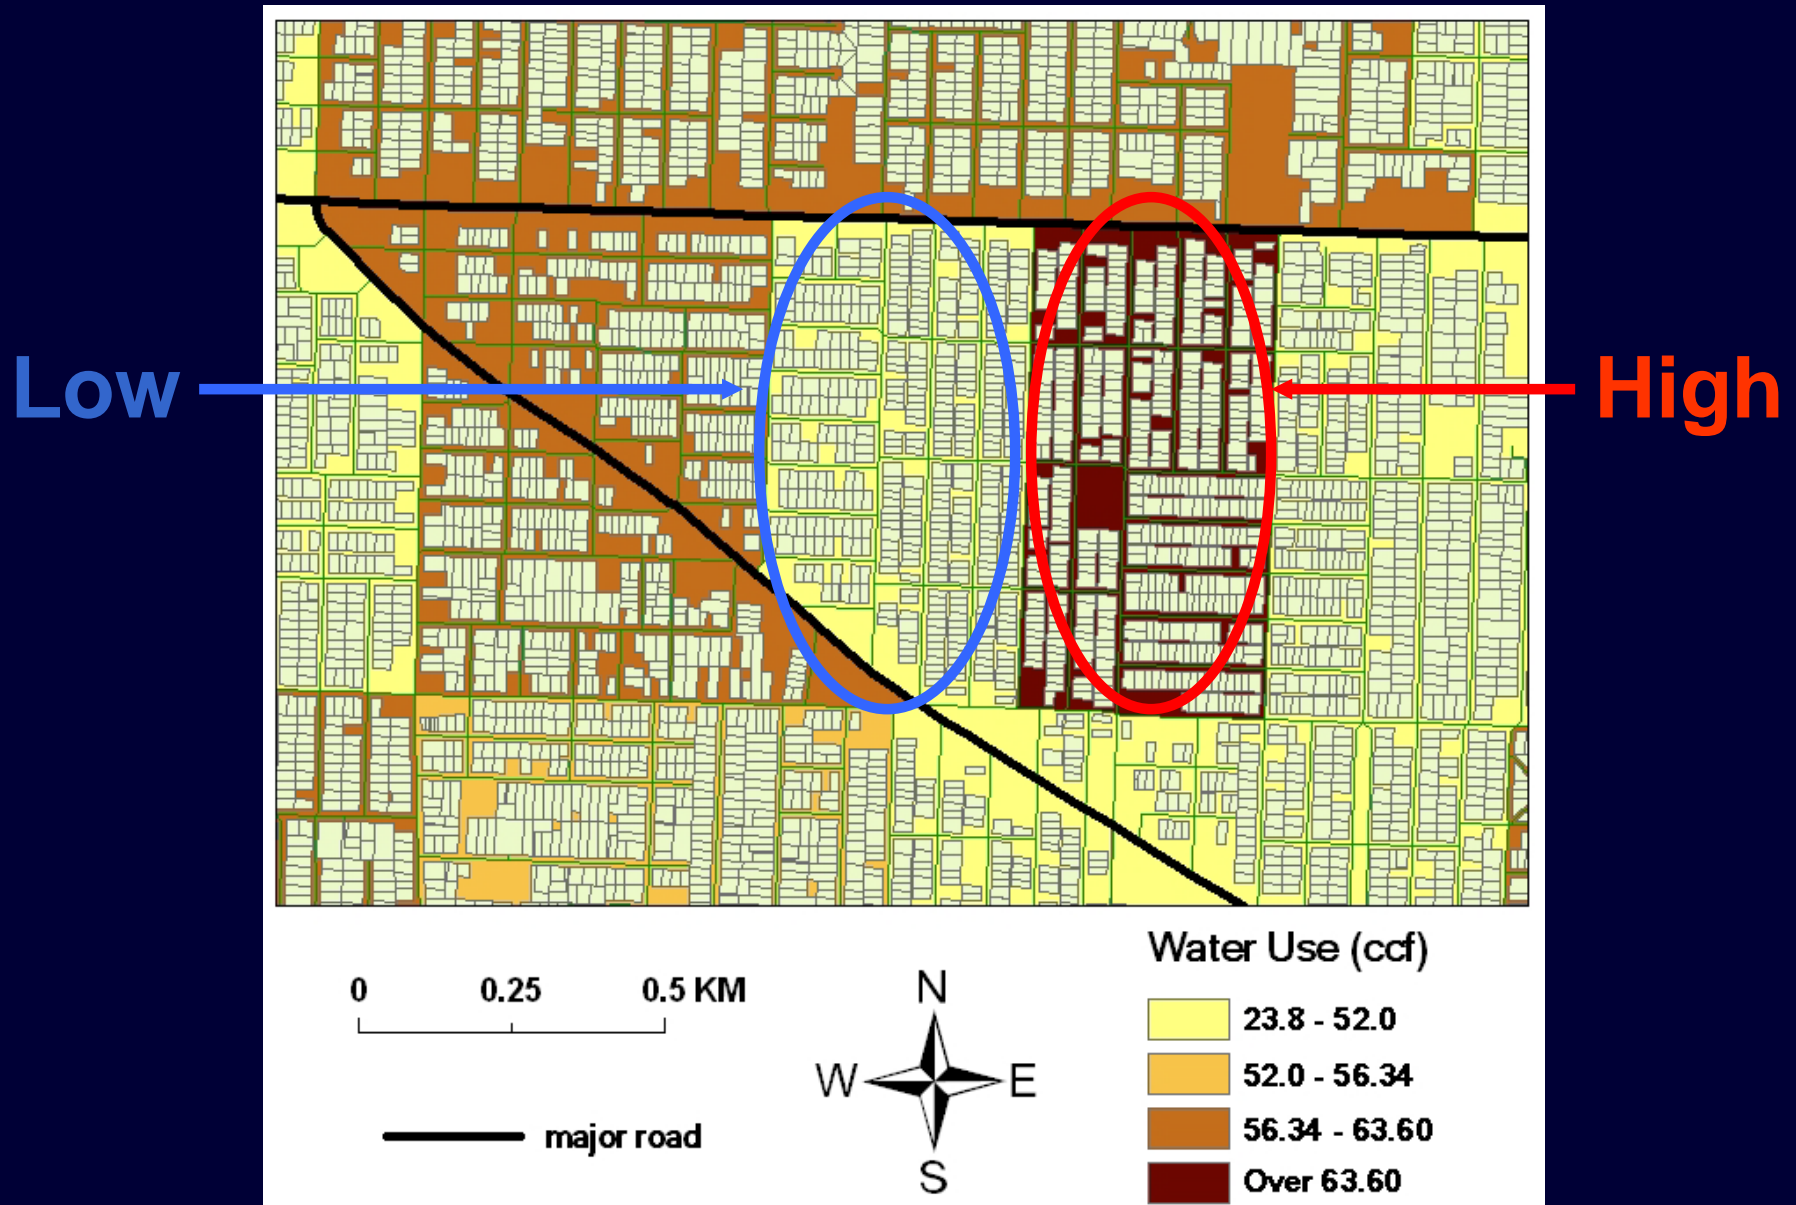 Low
High
Water Use (ccf)
0 0.25 0.5 KM
N
W E
S
major road
23.8 - 52.0
52.0 - 56.34
56.34 - 63.60
Over 63.60